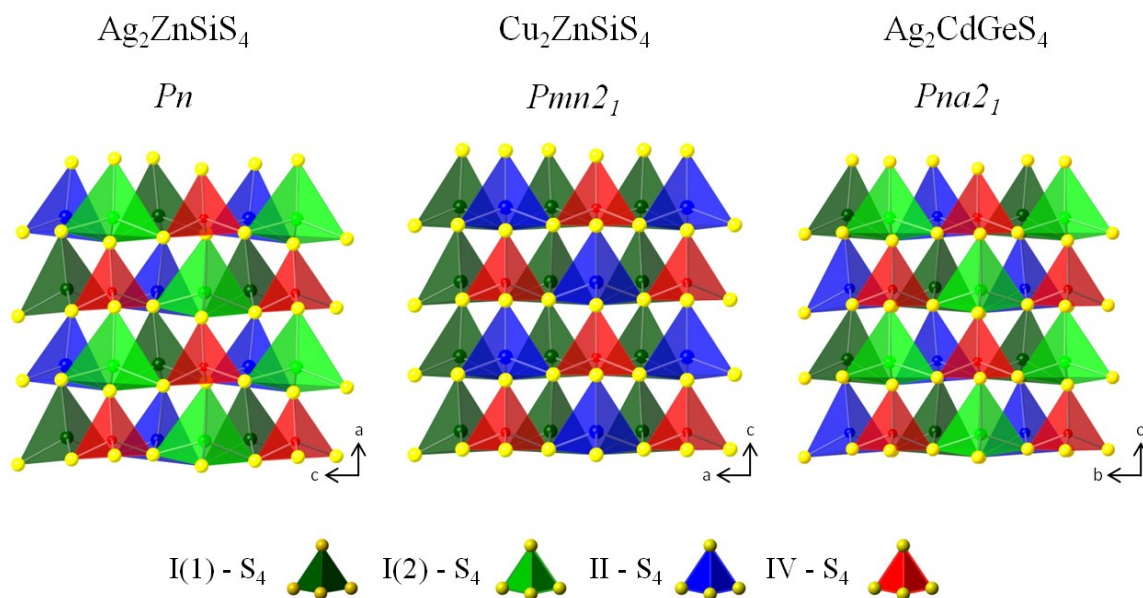 Ag₂ZnSiS₄ Cu₂ZnSiS₄ Ag₂CdGeS₄
Pn Pmn2₁ Pna2₁
a c c
c a b
I(1) - S₄ I(2) - S₄ II - S₄ IV - S₄